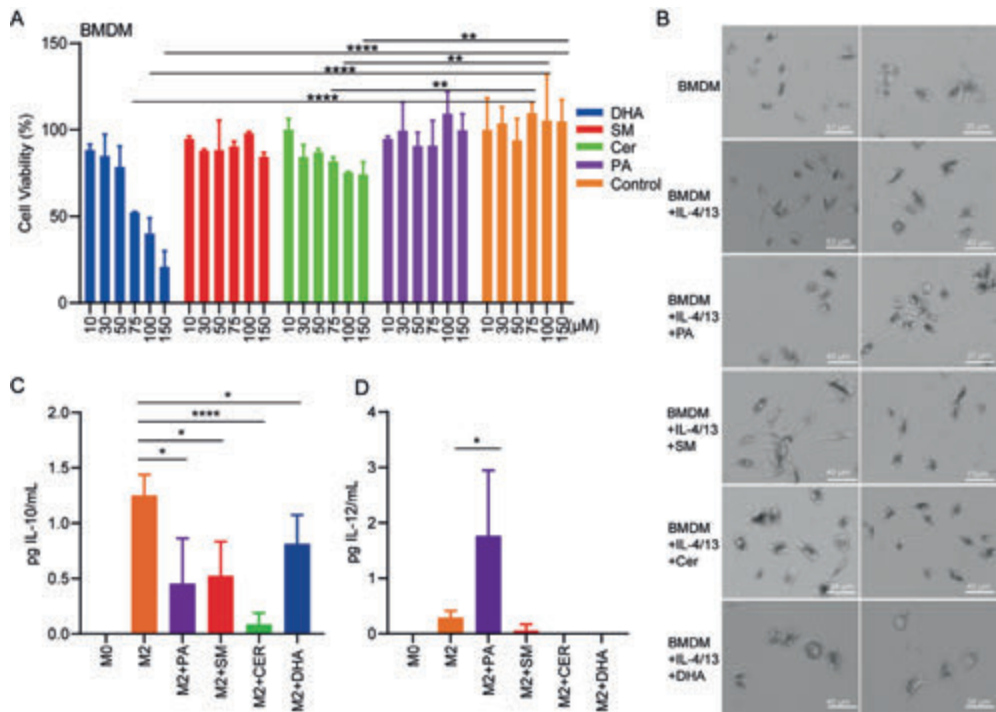 A
BMDM
**
****
**
****
**
****
150
100
50
0
Cell Viability (%)
DHA
SM
Cer
PA
Control
10 30 50 75 100 150 10 30 50 75 100 150 10 30 50 75 100 150 10 30 50 75 100 150 10 30 50 75 100 150 (μM)
B
BMDM
BMDM
+IL-4/13
BMDM
+IL-4/13
+PA
BMDM
+IL-4/13
+SM
BMDM
+IL-4/13
+Cer
BMDM
+IL-4/13
+DHA
C
*
****
*
*
2.0
1.5
1.0
0.5
0.0
pg IL-10/mL
M0
M2
M2+PA
M2+SM
M2+CER
M2+DHA
D
*
4
3
2
1
0
pg IL-12/mL
M0
M2
M2+PA
M2+SM
M2+CER
M2+DHA